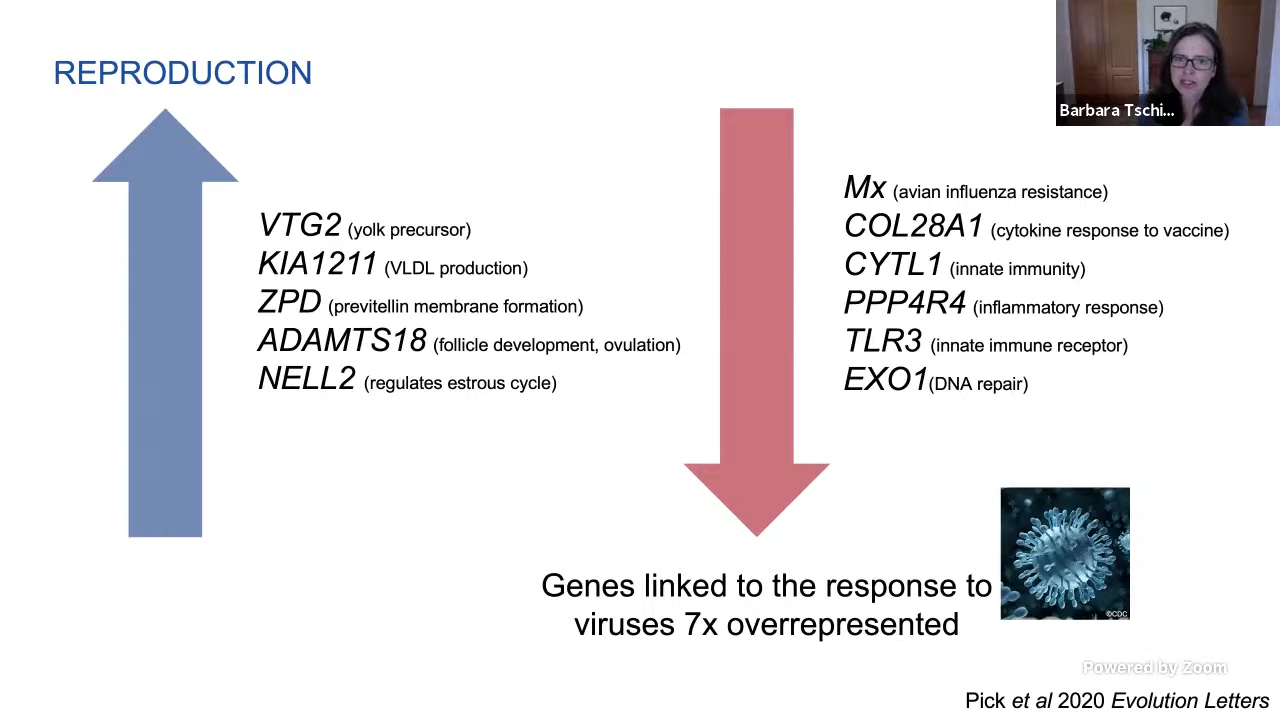 REPRODUCTION
Barbara Tschi...
VTG2 (yolk precursor)
KIA1211 (VLDL production)
ZPD (previtellin membrane formation)
ADAMTS18 (follicle development, ovulation)
NELL2 (regulates estrous cycle)
Mx (avian influenza resistance)
COL28A1 (cytokine response to vaccine)
CYTL1 (innate immunity)
PPP4R4 (inflammatory response)
TLR3 (innate immune receptor)
EXO1(DNA repair)
Genes linked to the response to
viruses 7x overrepresented
©CDC
Powered by Zoom
Pick et al 2020 Evolution Letters